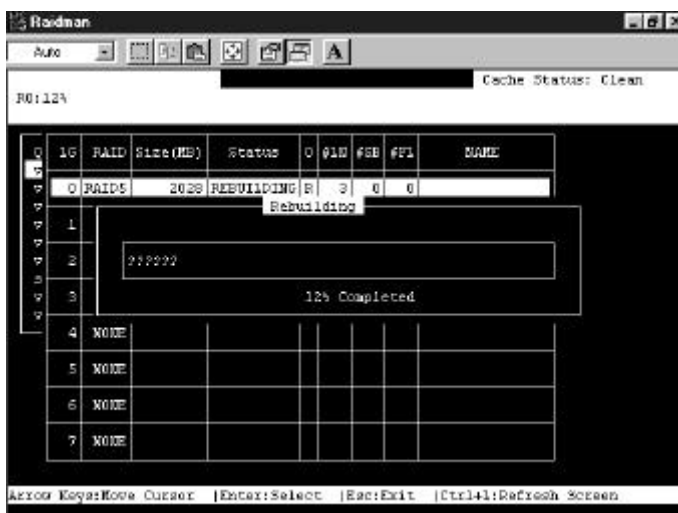 Raidman
Auto A
Cache Status: Clean
R0:12%
Q LG RAID Size(MB) Status O #LN #SB #FL NAME
v 0 RAID5 2028 REBUILDING R 3 0 0
v Rebuilding
v 1
v 2 ??????
s
v 3 12% Completed
v
4 NONE
5 NONE
6 NONE
7 NONE
Arrow Keys:Move Cursor |Enter:Select |Esc:Exit |Ctrl+l:Refresh Screen